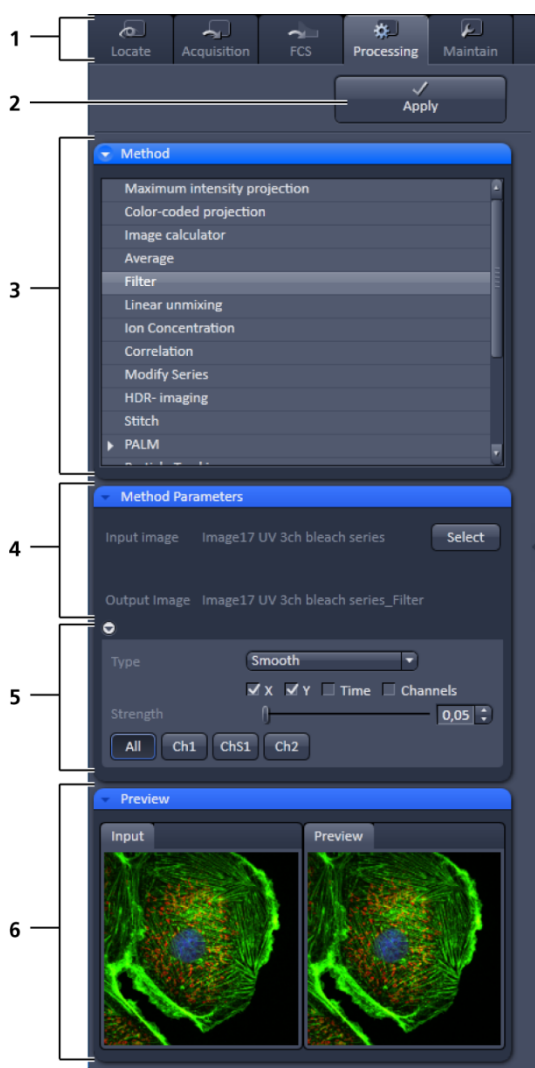 1
Locate Acquisition FCS Processing Maintain
2
Apply
3
Method
Maximum intensity projection
Color-coded projection
Image calculator
Average
Filter
Linear unmixing
Ion Concentration
Correlation
Modify Series
HDR- imaging
Stitch
PALM
4
Method Parameters
Input image Image17 UV 3ch bleach series Select
Output Image Image17 UV 3ch bleach series_Filter
5
Type Smooth
X Y Time Channels
Strength 0,05
All Ch1 ChS1 Ch2
6
Preview
Input Preview